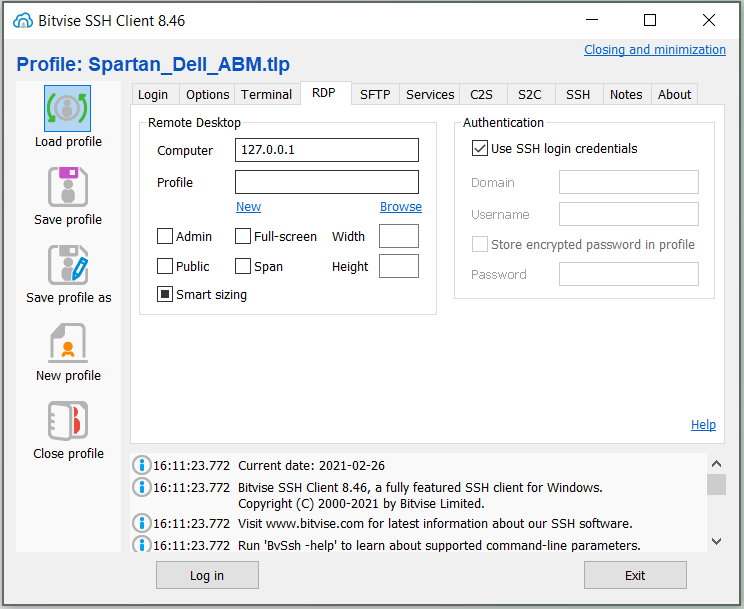 Bitvise SSH Client 8.46
Closing and minimization
Profile: Spartan_Dell_ABM.tlp
Load profile
Save profile
Save profile as
New profile
Close profile
Login Options Terminal RDP SFTP Services C2S S2C SSH Notes About
Remote Desktop
Computer 127.0.0.1
Profile
New Browse
Admin Full-screen Width
Public Span Height
Smart sizing
Authentication
Use SSH login credentials
Domain
Username
Store encrypted password in profile
Password
Help
16:11:23.772 Current date: 2021-02-26
16:11:23.772 Bitvise SSH Client 8.46, a fully featured SSH client for Windows.
Copyright (C) 2000-2021 by Bitvise Limited.
16:11:23.772 Visit www.bitvise.com for latest information about our SSH software.
16:11:23.772 Run 'BvSsh -help' to learn about supported command-line parameters.
Log in Exit